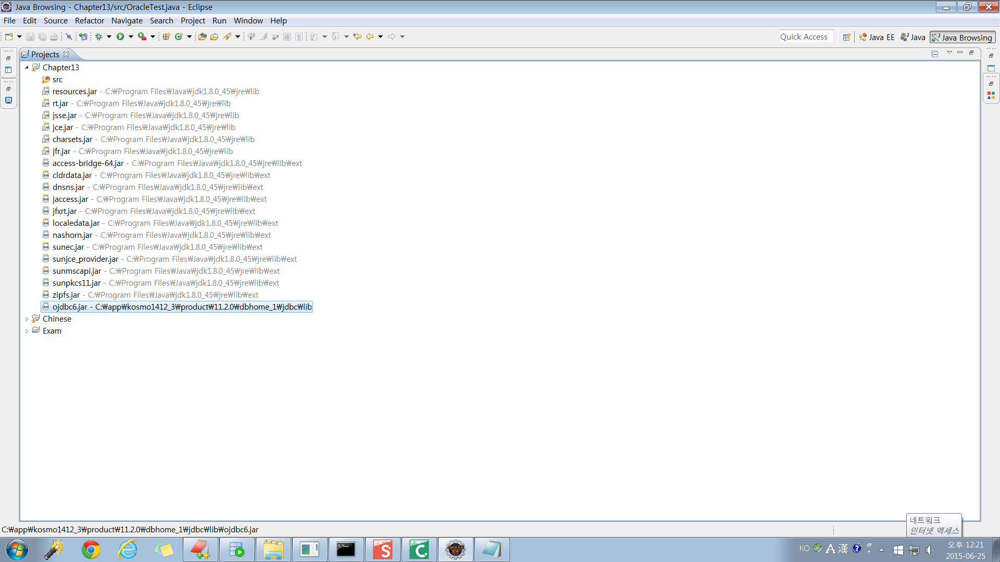 Java Browsing - Chapter13/src/OracleTest.java - Eclipse
File Edit Source Refactor Navigate Search Project Run Window Help
Quick Access Java EE Java Java Browsing
Projects
Chapter13
src
resources.jar - C:₩Program Files₩Java₩jdk1.8.0_45₩jre₩lib
rt.jar - C:₩Program Files₩Java₩jdk1.8.0_45₩jre₩lib
jsse.jar - C:₩Program Files₩Java₩jdk1.8.0_45₩jre₩lib
jce.jar - C:₩Program Files₩Java₩jdk1.8.0_45₩jre₩lib
charsets.jar - C:₩Program Files₩Java₩jdk1.8.0_45₩jre₩lib
jfr.jar - C:₩Program Files₩Java₩jdk1.8.0_45₩jre₩lib
access-bridge-64.jar - C:₩Program Files₩Java₩jdk1.8.0_45₩jre₩lib₩ext
cldrdata.jar - C:₩Program Files₩Java₩jdk1.8.0_45₩jre₩lib₩ext
dnsns.jar - C:₩Program Files₩Java₩jdk1.8.0_45₩jre₩lib₩ext
jaccess.jar - C:₩Program Files₩Java₩jdk1.8.0_45₩jre₩lib₩ext
jfxrt.jar - C:₩Program Files₩Java₩jdk1.8.0_45₩jre₩lib₩ext
localedata.jar - C:₩Program Files₩Java₩jdk1.8.0_45₩jre₩lib₩ext
nashorn.jar - C:₩Program Files₩Java₩jdk1.8.0_45₩jre₩lib₩ext
sunec.jar - C:₩Program Files₩Java₩jdk1.8.0_45₩jre₩lib₩ext
sunjce_provider.jar - C:₩Program Files₩Java₩jdk1.8.0_45₩jre₩lib₩ext
sunmscapi.jar - C:₩Program Files₩Java₩jdk1.8.0_45₩jre₩lib₩ext
sunpkcs11.jar - C:₩Program Files₩Java₩jdk1.8.0_45₩jre₩lib₩ext
zipfs.jar - C:₩Program Files₩Java₩jdk1.8.0_45₩jre₩lib₩ext
ojdbc6.jar - C:₩app₩kosmo1412_3₩product₩11.2.0₩dbhome_1₩jdbc₩lib
Chinese
Exam
네트워크
인터넷 액세스
C:₩app₩kosmo1412_3₩product₩11.2.0₩dbhome_1₩jdbc₩lib₩ojdbc6.jar
KO A 漢
오후 12:21
2015-06-25